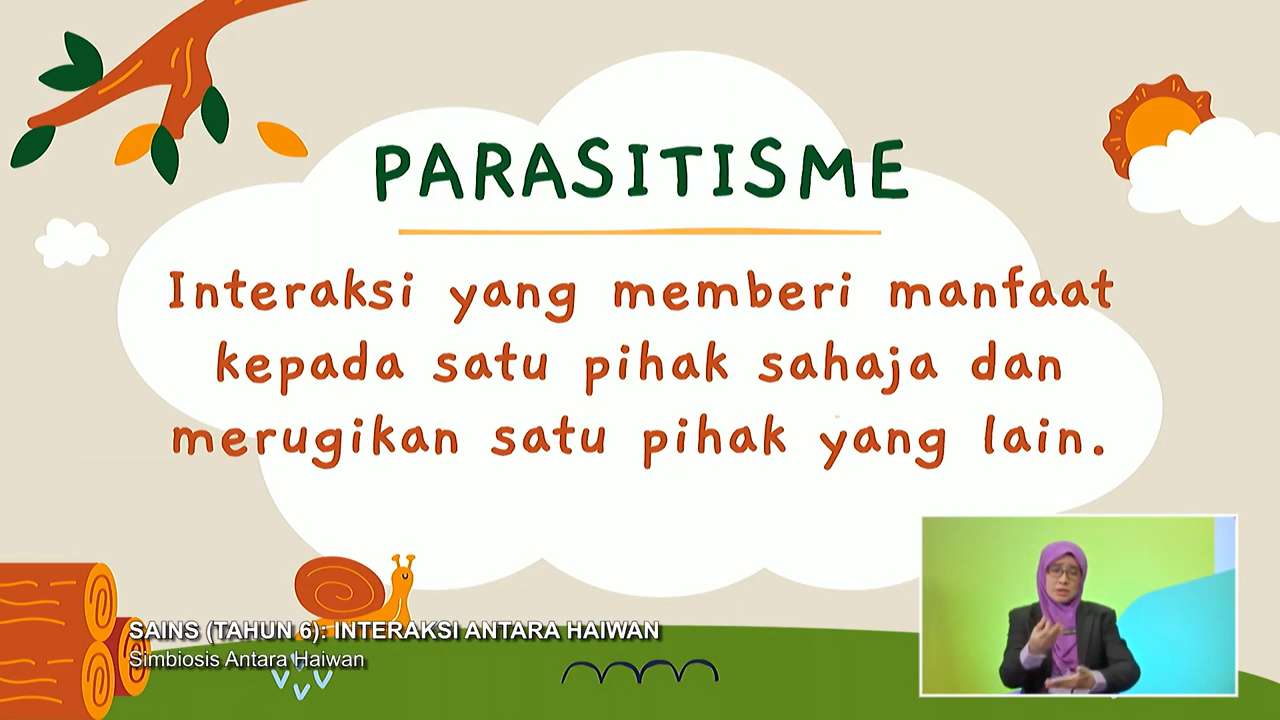 PARASITISME
Interaksi yang memberi manfaat
kepada satu pihak sahaja dan
merugikan satu pihak yang lain.
SAINS (TAHUN 6): INTERAKSI ANTARA HAIWAN
Simbiosis Antara Haiwan